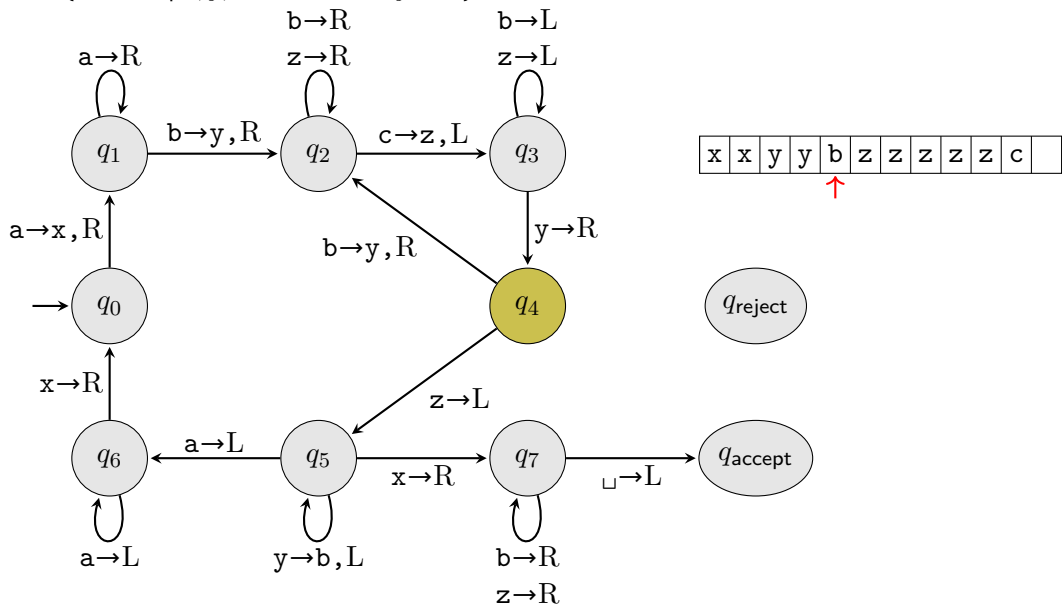 b→R
b→L
a→R
z→R
z→L
q1
b→y,R
q2
c→z,L
q3
x x y y b z z z z z c
↑
a→x,R
b→y,R
y→R
q0
q4
qreject
x→R
z→L
q6
a→L
q5
x→R
q7
␣→L
qaccept
a→L
y→b,L
b→R
z→R